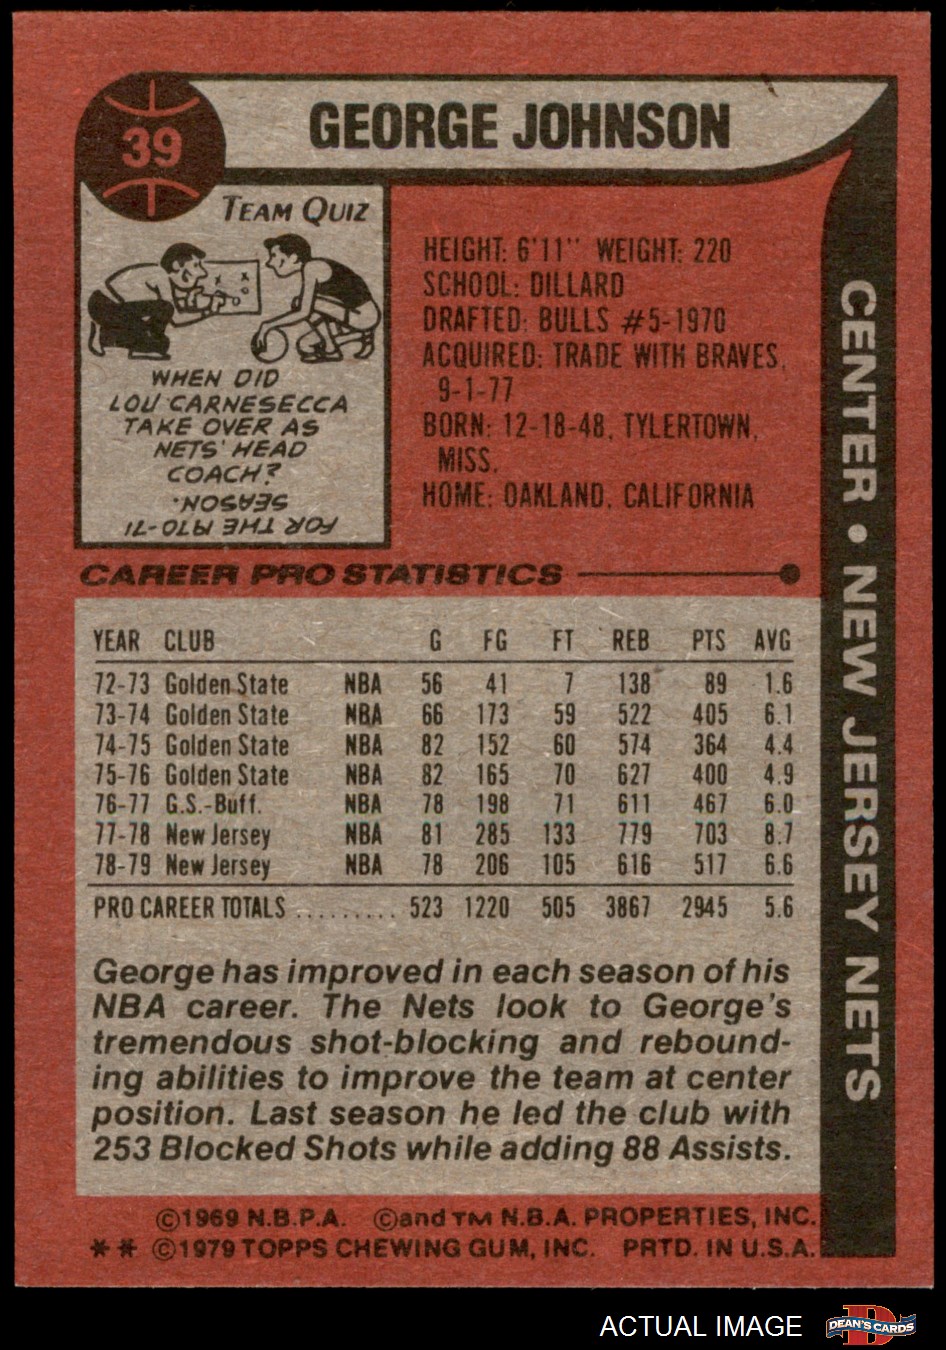 39
GEORGE JOHNSON
TEAM QUIZ
WHEN DID
LOU CARNESECCA
TAKE OVER AS
NETS' HEAD
COACH?
FOR THE 1970-71
SEASON.
HEIGHT: 6'11" WEIGHT: 220
SCHOOL: DILLARD
DRAFTED: BULLS #5-1970
ACQUIRED: TRADE WITH BRAVES,
9-1-77
BORN: 12-18-48, TYLERTOWN,
MISS.
HOME: OAKLAND, CALIFORNIA
CENTER • NEW JERSEY NETS
CAREER PRO STATISTICS
YEAR CLUB G FG FT REB PTS AVG
72-73 Golden State NBA 56 41 7 138 89 1.6
73-74 Golden State NBA 66 173 59 522 405 6.1
74-75 Golden State NBA 82 152 60 574 364 4.4
75-76 Golden State NBA 82 165 70 627 400 4.9
76-77 G.S.-Buff. NBA 78 198 71 611 467 6.0
77-78 New Jersey NBA 81 285 133 779 703 8.7
78-79 New Jersey NBA 78 206 105 616 517 6.6
PRO CAREER TOTALS ......... 523 1220 505 3867 2945 5.6
George has improved in each season of his
NBA career. The Nets look to George's
tremendous shot-blocking and rebound-
ing abilities to improve the team at center
position. Last season he led the club with
253 Blocked Shots while adding 88 Assists.
©1969 N.B.P.A. ©and TM N.B.A. PROPERTIES, INC.
** ©1979 TOPPS CHEWING GUM, INC. PRTD. IN U.S.A.
ACTUAL IMAGE
D
DEAN'S CARDS